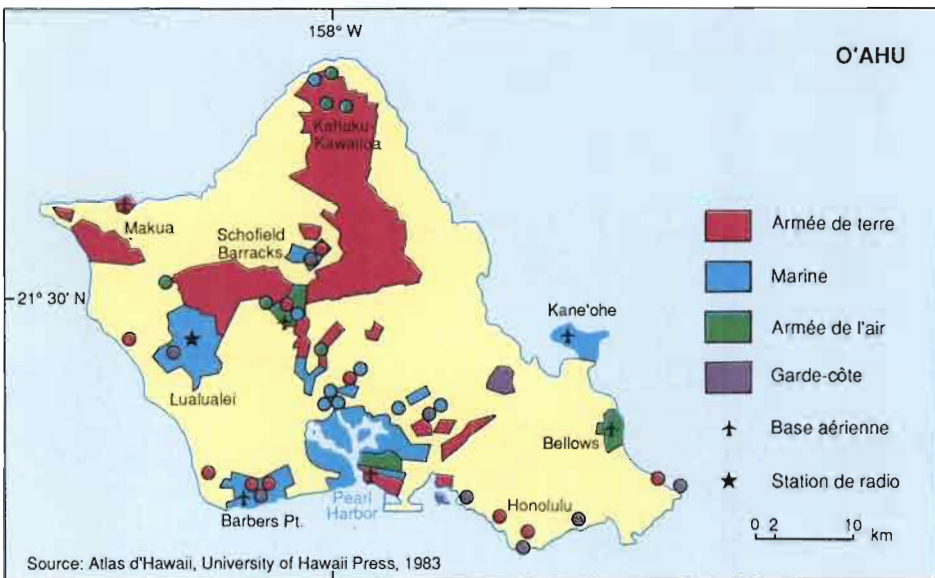 158° W
O'AHU
Kahuku-
Kawailoa
Makua
Schofield
Barracks
21° 30' N
Kane'ohe
Lualualei
Bellows
Pearl
Harbor
Honolulu
Barbers Pt.
Armée de terre
Marine
Armée de l'air
Garde-côte
Base aérienne
Station de radio
0 2 10
km
Source: Atlas d'Hawaii, University of Hawaii Press, 1983